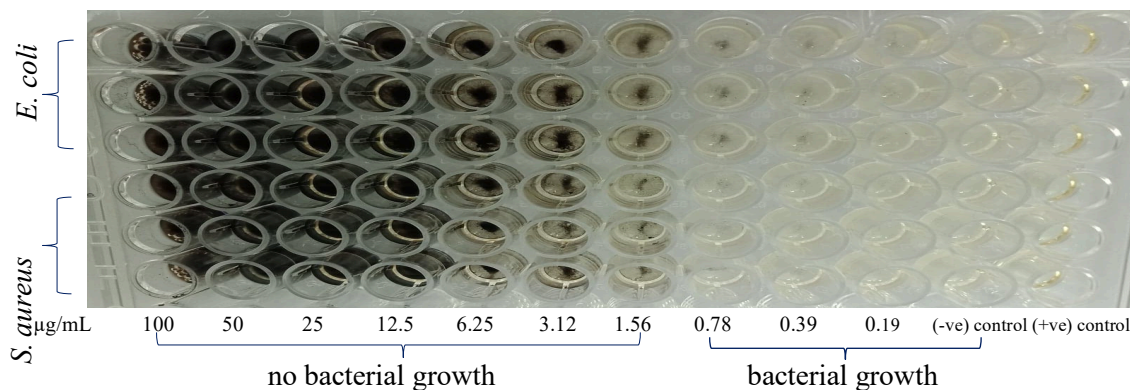 E. coli
S. aureus
µg/mL 100 50 25 12.5 6.25 3.12 1.56 0.78 0.39 0.19 (-ve) control (+ve) control
no bacterial growth bacterial growth